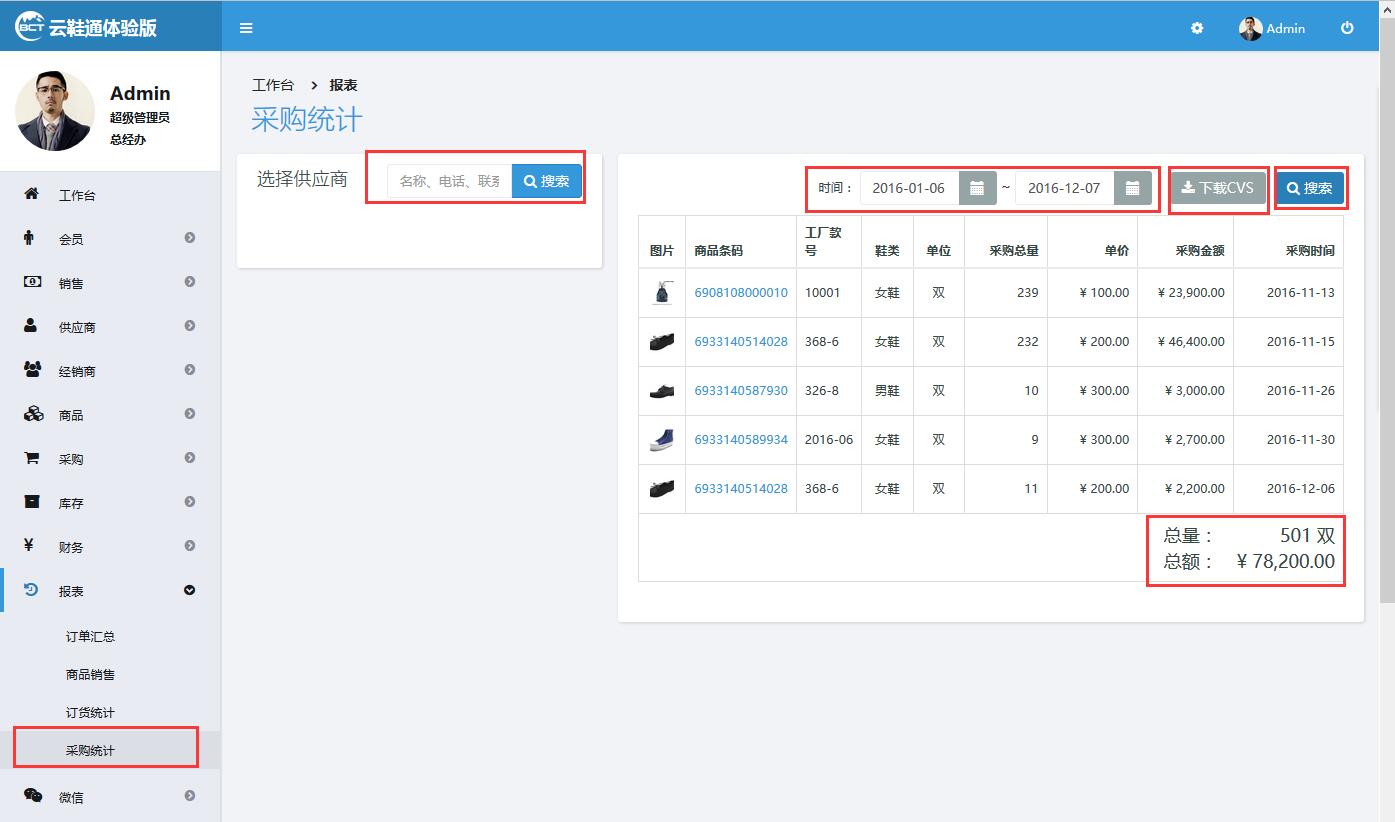 BCT 云鞋通体验版
Admin
Admin
超级管理员
总经办
工作台
会员
销售
供应商
经销商
商品
采购
库存
财务
报表
订单汇总
商品销售
订货统计
采购统计
微信
工作台 > 报表
采购统计
选择供应商 名称、电话、联系 搜索
时间： 2016-01-06 ~ 2016-12-07 下载CVS 搜索
图片 商品条码 工厂款号 鞋类 单位 采购总量 单价 采购金额 采购时间
6908108000010 10001 女鞋 双 239 ¥ 100.00 ¥ 23,900.00 2016-11-13
6933140514028 368-6 女鞋 双 232 ¥ 200.00 ¥ 46,400.00 2016-11-15
6933140587930 326-8 男鞋 双 10 ¥ 300.00 ¥ 3,000.00 2016-11-26
6933140589934 2016-06 女鞋 双 9 ¥ 300.00 ¥ 2,700.00 2016-11-30
6933140514028 368-6 女鞋 双 11 ¥ 200.00 ¥ 2,200.00 2016-12-06
总量： 501 双
总额： ¥ 78,200.00